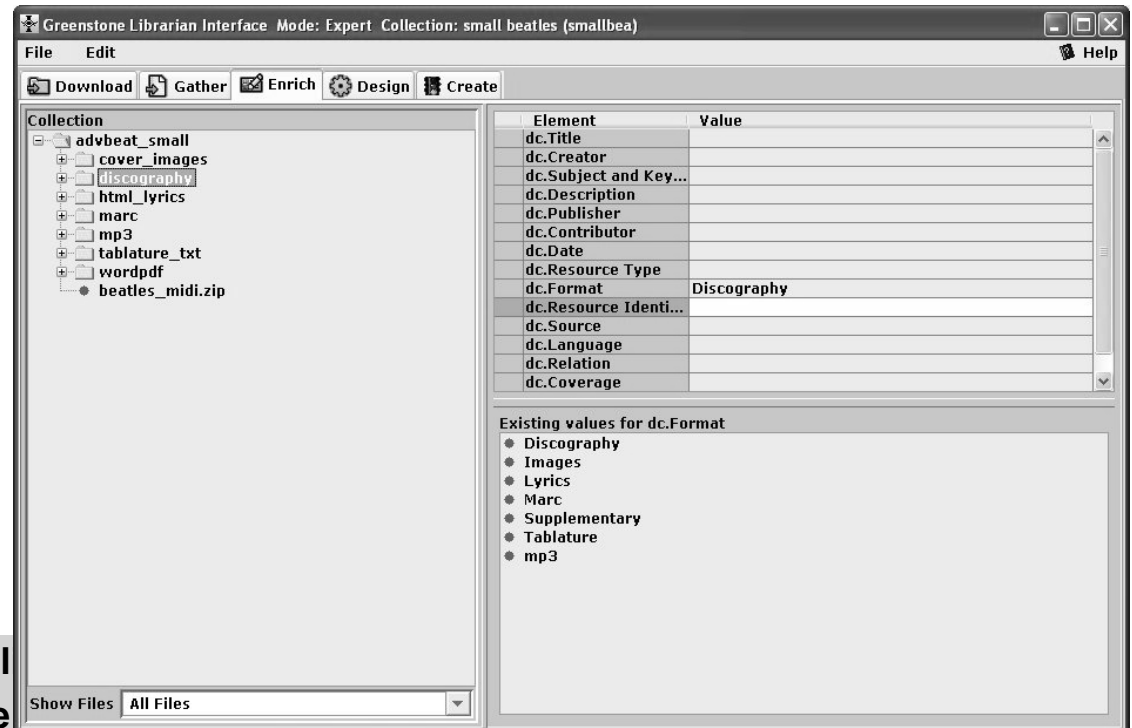 Greenstone Librarian Interface Mode: Expert Collection: small beatles (smallbea)
File Edit Help
Download Gather Enrich Design Create
Collection
advbeat_small
cover_images
discography
html_lyrics
marc
mp3
tablature_txt
wordpdf
beatles_midi.zip
Show Files All Files
Element Value
dc.Title
dc.Creator
dc.Subject and Key...
dc.Description
dc.Publisher
dc.Contributor
dc.Date
dc.Resource Type
dc.Format Discography
dc.Resource Identi...
dc.Source
dc.Language
dc.Relation
dc.Coverage
Existing values for dc.Format
Discography
Images
Lyrics
Marc
Supplementary
Tablature
mp3